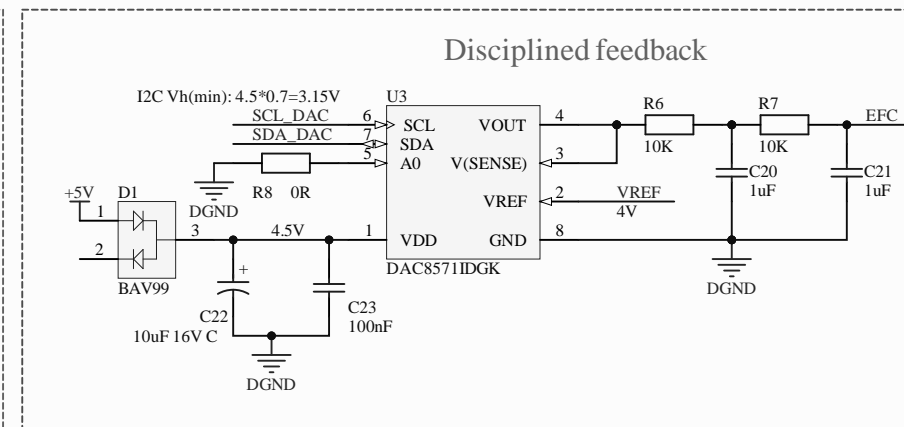 Disciplined feedback
I2C Vh(min): 4.5*0.7=3.15V
U3
SCL_DAC 6 SCL
SDA_DAC 7 SDA
5 A0
R8 0R
DGND
VOUT 4
V(SENSE) 3
VREF 2 VREF
4V
GND 8
R6
10K
R7
10K
EFC
C20
1uF
C21
1uF
DGND
+5V
D1
1
2
3
BAV99
4.5V
1 VDD
DAC8571IDGK
+
C22
10uF 16V C
C23
100nF
DGND